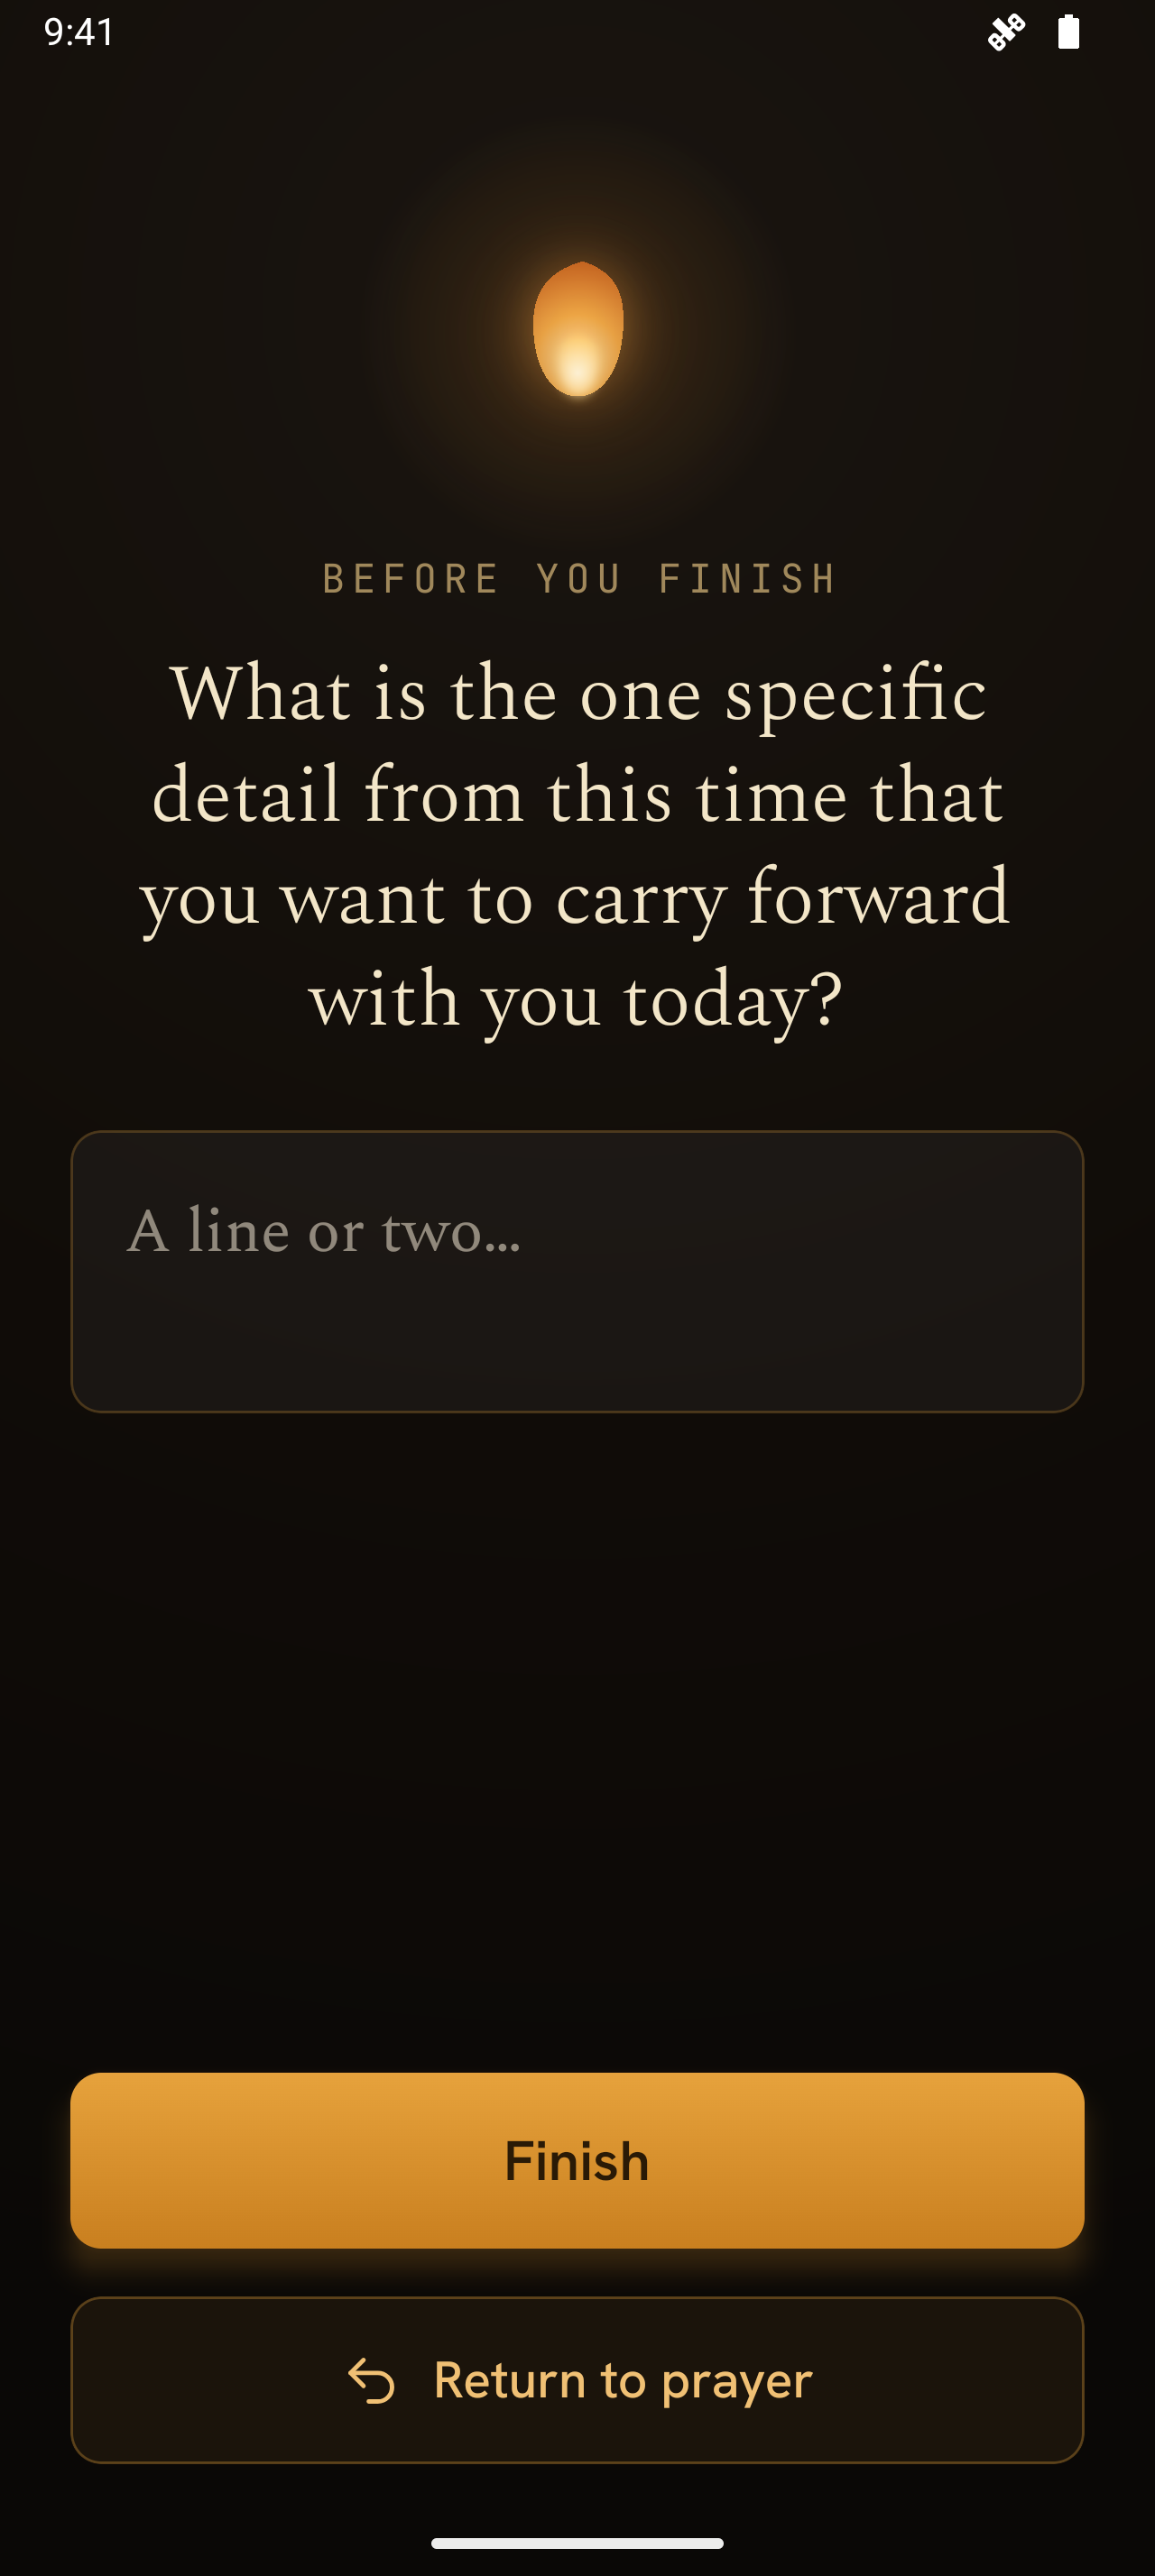 9:41
BEFORE YOU FINISH
What is the one specific
detail from this time that
you want to carry forward
with you today?
A line or two…
Finish
Return to prayer